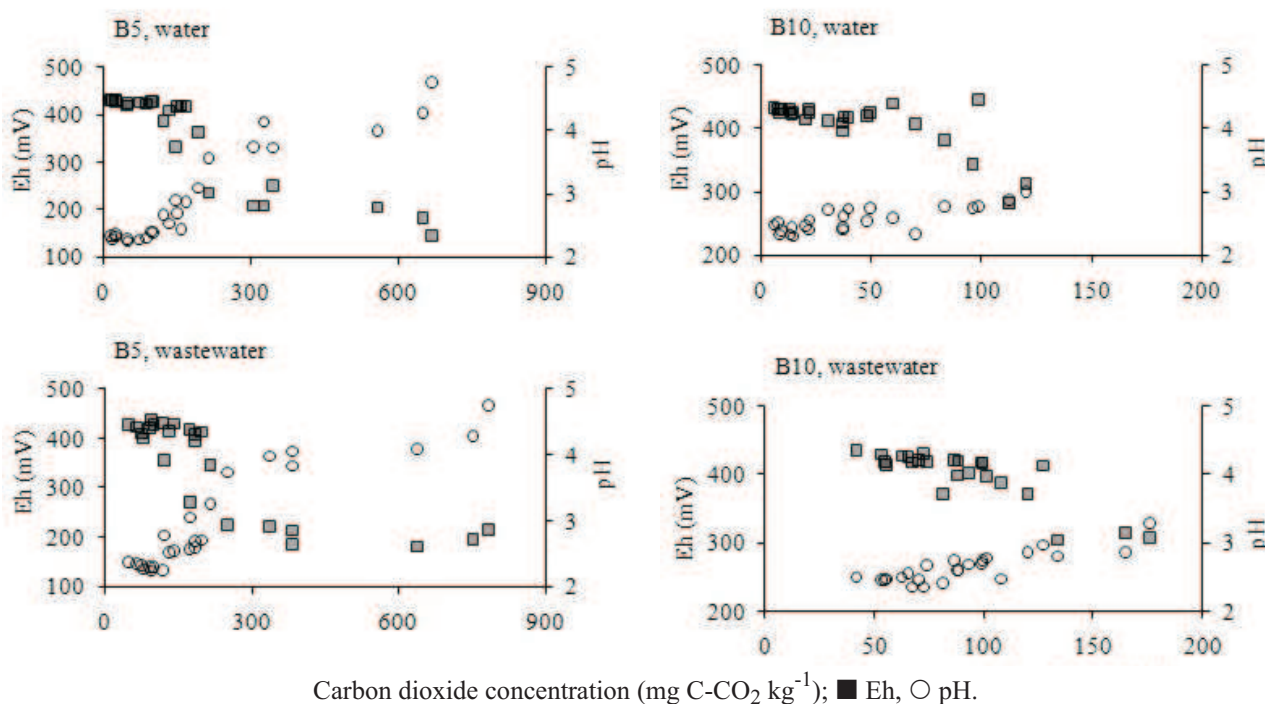 B5, water
500
400
300
200
100
Eh (mV)
5
4
3
2
pH
0 300 600 900
B10, water
500
400
300
200
Eh (mV)
5
4
3
2
pH
0 50 100 150 200
B5, wastewater
500
400
300
200
100
Eh (mV)
5
4
3
2
pH
0 300 600 900
B10, wastewater
500
400
300
200
Eh (mV)
5
4
3
2
pH
0 50 100 150 200
Carbon dioxide concentration (mg C-CO₂ kg⁻¹); ■ Eh, ○ pH.